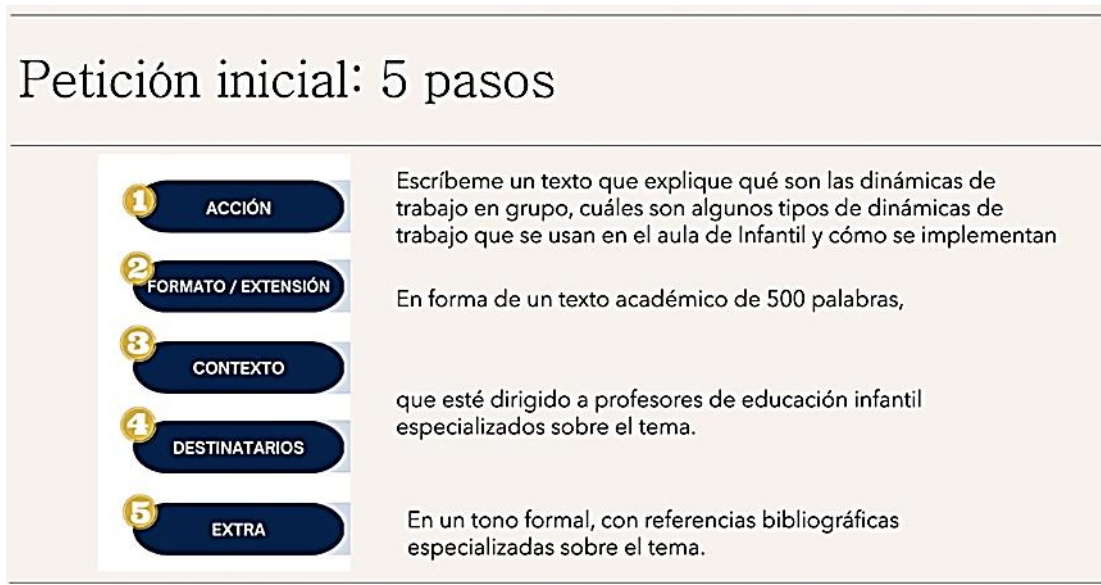 Petición inicial: 5 pasos
1
ACCIÓN
Escríbeme un texto que explique qué son las dinámicas de
trabajo en grupo, cuáles son algunos tipos de dinámicas de
trabajo que se usan en el aula de Infantil y cómo se implementan
2
FORMATO / EXTENSIÓN
En forma de un texto académico de 500 palabras,
3
CONTEXTO
que esté dirigido a profesores de educación infantil
especializados sobre el tema.
4
DESTINATARIOS
5
EXTRA
En un tono formal, con referencias bibliográficas
especializadas sobre el tema.